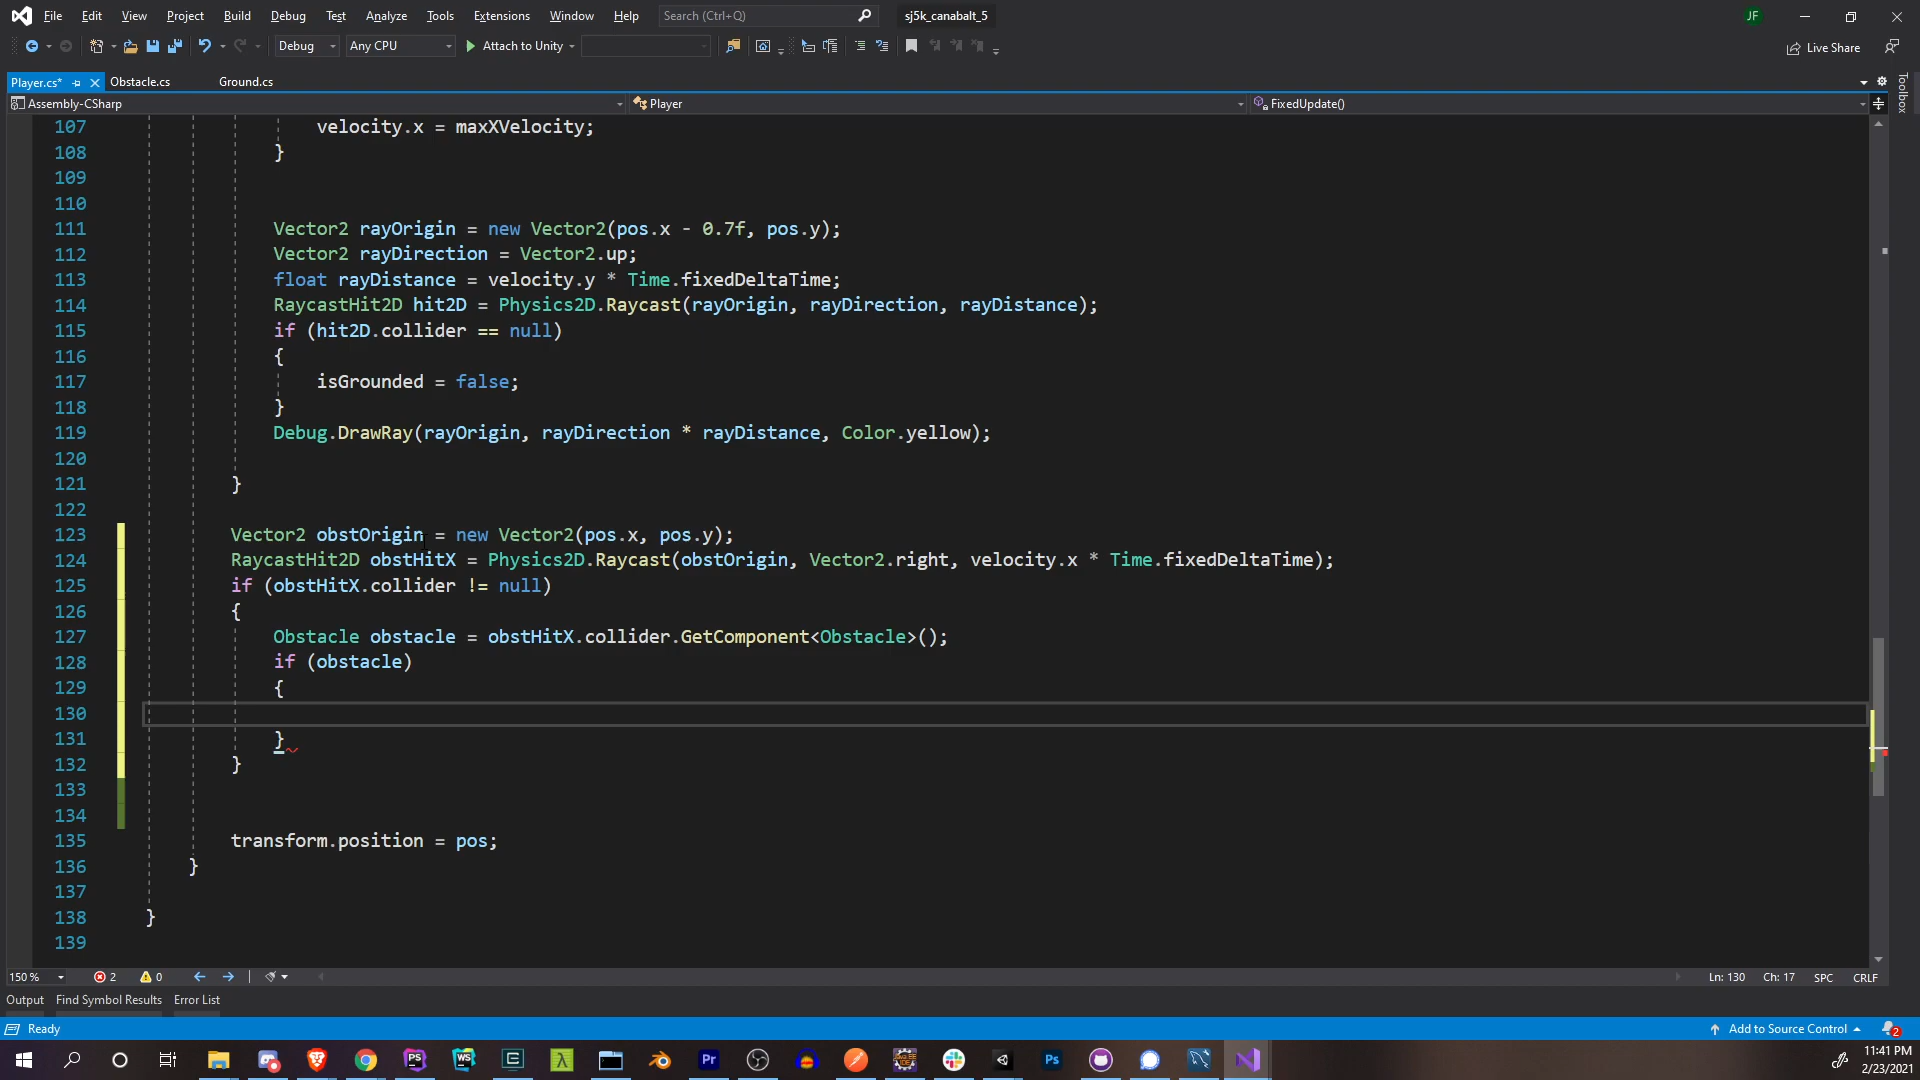 File Edit View Project Build Debug Test Analyze Tools Extensions Window Help Search (Ctrl+Q) sj5k_canabalt_5 JF
Debug Any CPU Attach to Unity Live Share
Player.cs* Obstacle.cs Ground.cs
Assembly-CSharp Player FixedUpdate()
Toolbox
107 velocity.x = maxXVelocity;
108 }
109
110
111 Vector2 rayOrigin = new Vector2(pos.x - 0.7f, pos.y);
112 Vector2 rayDirection = Vector2.up;
113 float rayDistance = velocity.y * Time.fixedDeltaTime;
114 RaycastHit2D hit2D = Physics2D.Raycast(rayOrigin, rayDirection, rayDistance);
115 if (hit2D.collider == null)
116 {
117 isGrounded = false;
118 }
119 Debug.DrawRay(rayOrigin, rayDirection * rayDistance, Color.yellow);
120
121 }
122
123 Vector2 obstOrigin = new Vector2(pos.x, pos.y);
124 RaycastHit2D obstHitX = Physics2D.Raycast(obstOrigin, Vector2.right, velocity.x * Time.fixedDeltaTime);
125 if (obstHitX.collider != null)
126 {
127 Obstacle obstacle = obstHitX.collider.GetComponent<Obstacle>();
128 if (obstacle)
129 {
130
131 }
132 }
133
134
135 transform.position = pos;
136 }
137
138 }
139
150 % 2 0 Ln: 130 Ch: 17 SPC CRLF
Output Find Symbol Results Error List
Ready Add to Source Control 2
11:41 PM
2/23/2021